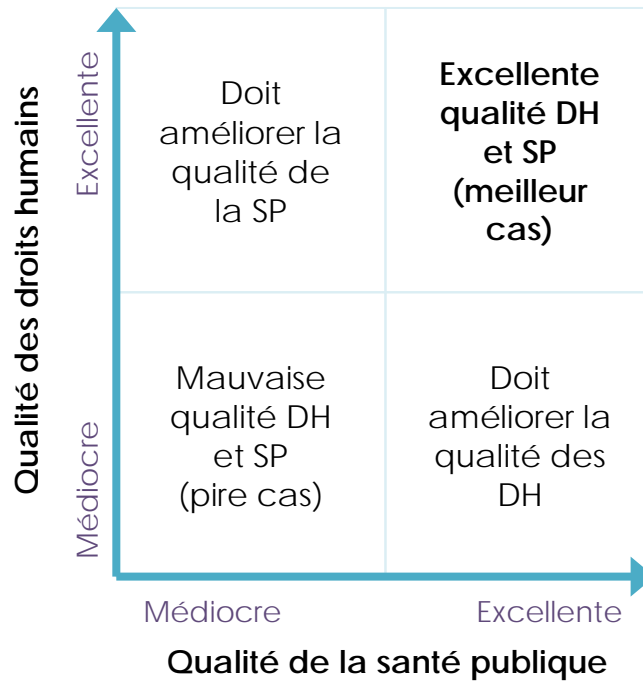 Qualité des droits humains
Excellente
Médiocre
Doit
améliorer la
qualité de
la SP
Excellente
qualité DH
et SP
(meilleur
cas)
Mauvaise
qualité DH
et SP
(pire cas)
Doit
améliorer la
qualité des
DH
Médiocre
Excellente
Qualité de la santé publique